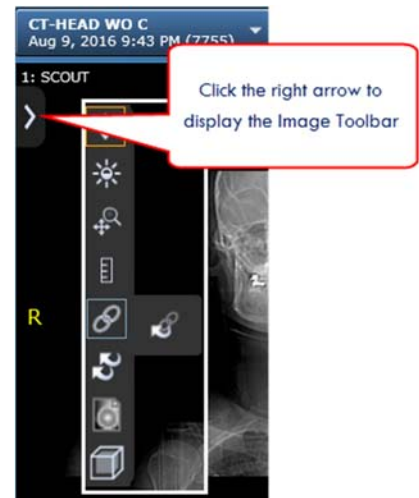 CT-HEAD WO C
Aug 9, 2016 9:43 PM (7755)
1: SCOUT
Click the right arrow to
display the Image Toolbar
R